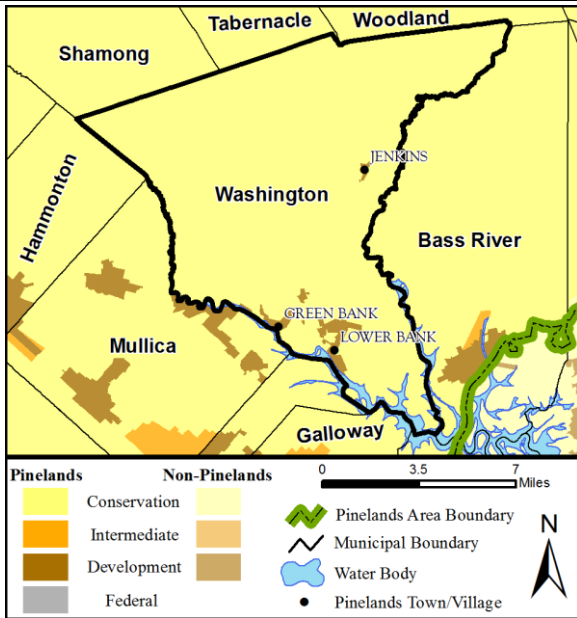 Woodland
Tabernacle
Shamong
JENKINS
Hammonton
Washington
Bass River
GREEN BANK
LOWER BANK
Mullica
Galloway
Pinelands Non-Pinelands
Conservation
Intermediate
Development
Federal
0 3.5 7
Miles
Pinelands Area Boundary
Municipal Boundary
Water Body
Pinelands Town/Village
N